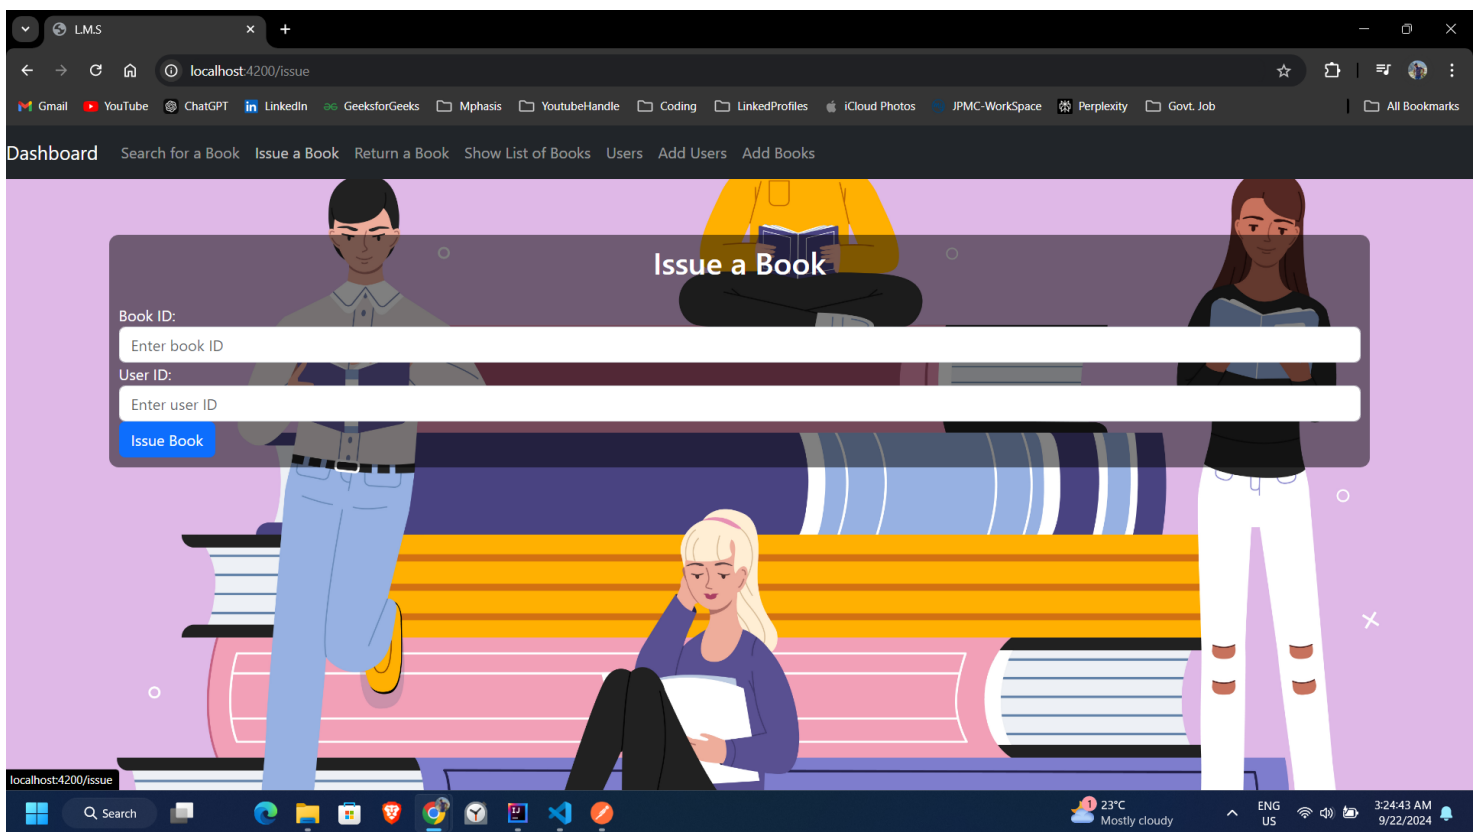 L.M.S
localhost:4200/issue
Gmail YouTube ChatGPT LinkedIn GeeksforGeeks Mphasis YoutubeHandle Coding LinkedProfiles iCloud Photos JPMC-WorkSpace Perplexity Govt. Job All Bookmarks
Dashboard Search for a Book Issue a Book Return a Book Show List of Books Users Add Users Add Books
Issue a Book
Book ID:
Enter book ID
User ID:
Enter user ID
Issue Book
localhost:4200/issue
Search
1
23°C
Mostly cloudy
ENG
US
3:24:43 AM
9/22/2024